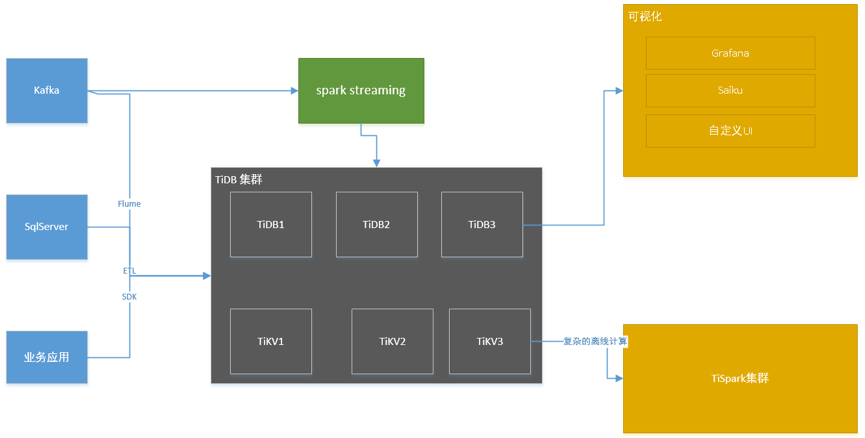 可视化
Grafana
Saiku
自定义UI
Kafka
spark streaming
TiDB 集群
TiDB1
TiDB2
TiDB3
Flume
SqlServer
ETL
SDK
TiKV1
TiKV2
TiKV3
复杂的离线计算
业务应用
TiSpark集群